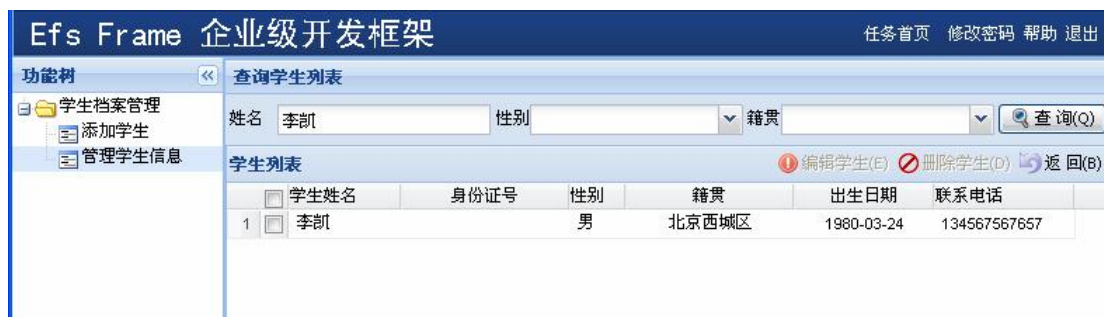 Efs Frame 企业级开发框架
任务首页 修改密码 帮助 退出
功能树
查询学生列表
学生档案管理
添加学生
管理学生信息
姓名 李凯 性别 籍贯 查询(Q)
学生列表 编辑学生(E) 删除学生(D) 返回(B)
学生姓名 身份证号 性别 籍贯 出生日期 联系电话
1 李凯 男 北京西城区 1980-03-24 134567567657